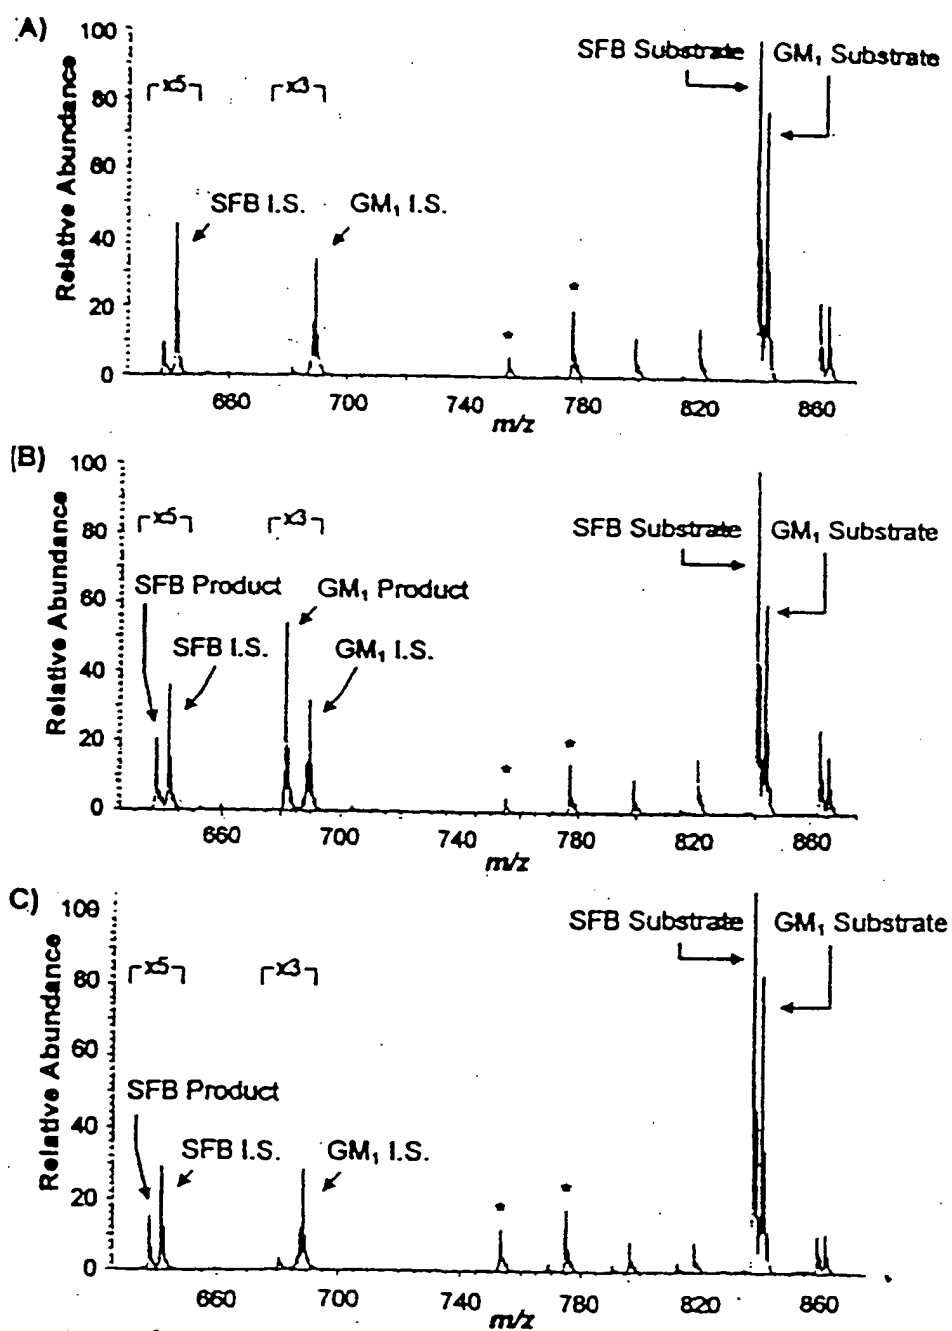 A)
100
80
60
40
20
0
Relative Abundance
x5
x3
SFB Substrate
GM₁ Substrate
SFB I.S.
GM₁ I.S.
*
*
660
700
740
780
820
860
m/z
(B)
100
80
60
40
20
0
Relative Abundance
x5
x3
SFB Substrate
GM₁ Substrate
SFB Product
GM₁ Product
SFB I.S.
GM₁ I.S.
*
*
660
700
740
780
820
860
m/z
C)
100
80
60
40
20
0
Relative Abundance
x5
x3
SFB Substrate
GM₁ Substrate
SFB Product
SFB I.S.
GM₁ I.S.
*
*
660
700
740
780
820
860
m/z